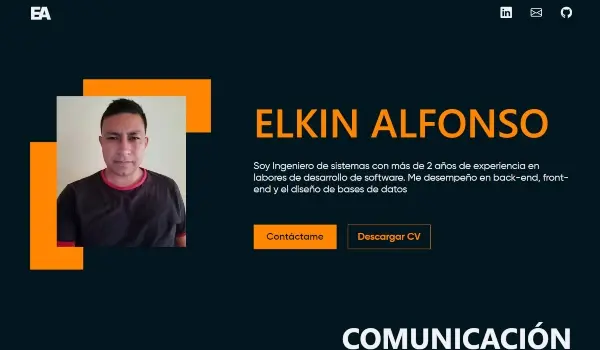 EA
ELKIN ALFONSO
Soy Ingeniero de sistemas con más de 2 años de experiencia en
labores de desarrollo de software. Me desempeño en back-end, front-
end y el diseño de bases de datos
Contáctame
Descargar CV
COMUNICACIÓN